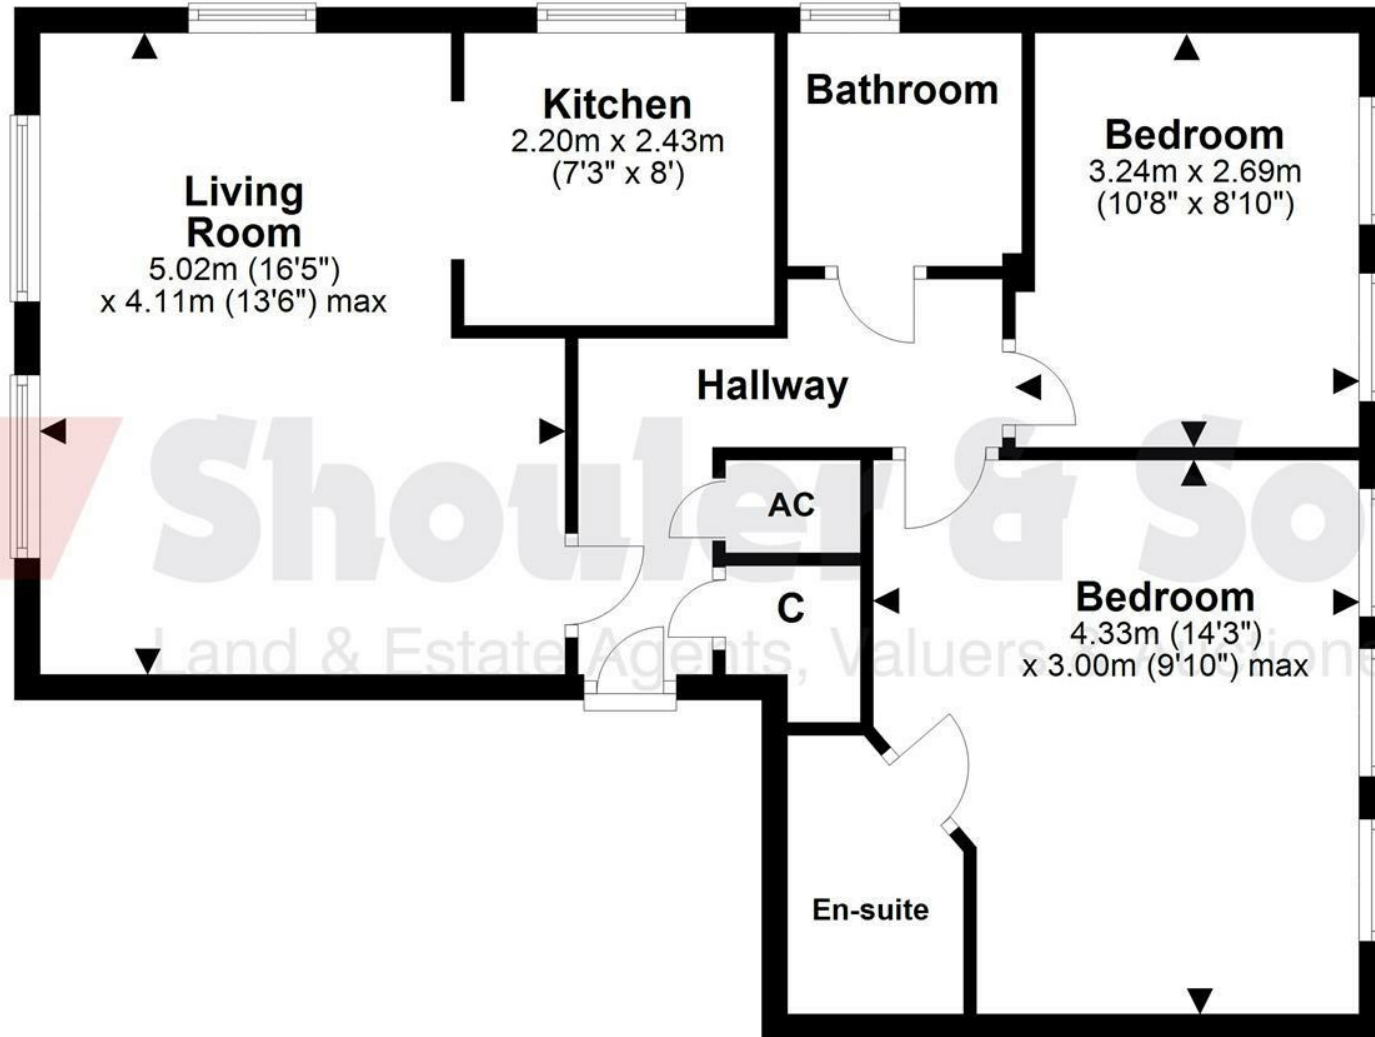 Living
Room
5.02m (16'5")
x 4.11m (13'6") max
Kitchen
2.20m x 2.43m
(7'3" x 8')
Bathroom
Bedroom
3.24m x 2.69m
(10'8" x 8'10")
Hallway
AC
C
Bedroom
4.33m (14'3")
x 3.00m (9'10") max
En-suite
Shouler & So
Land & Estate Agents, Valuers & Auctione